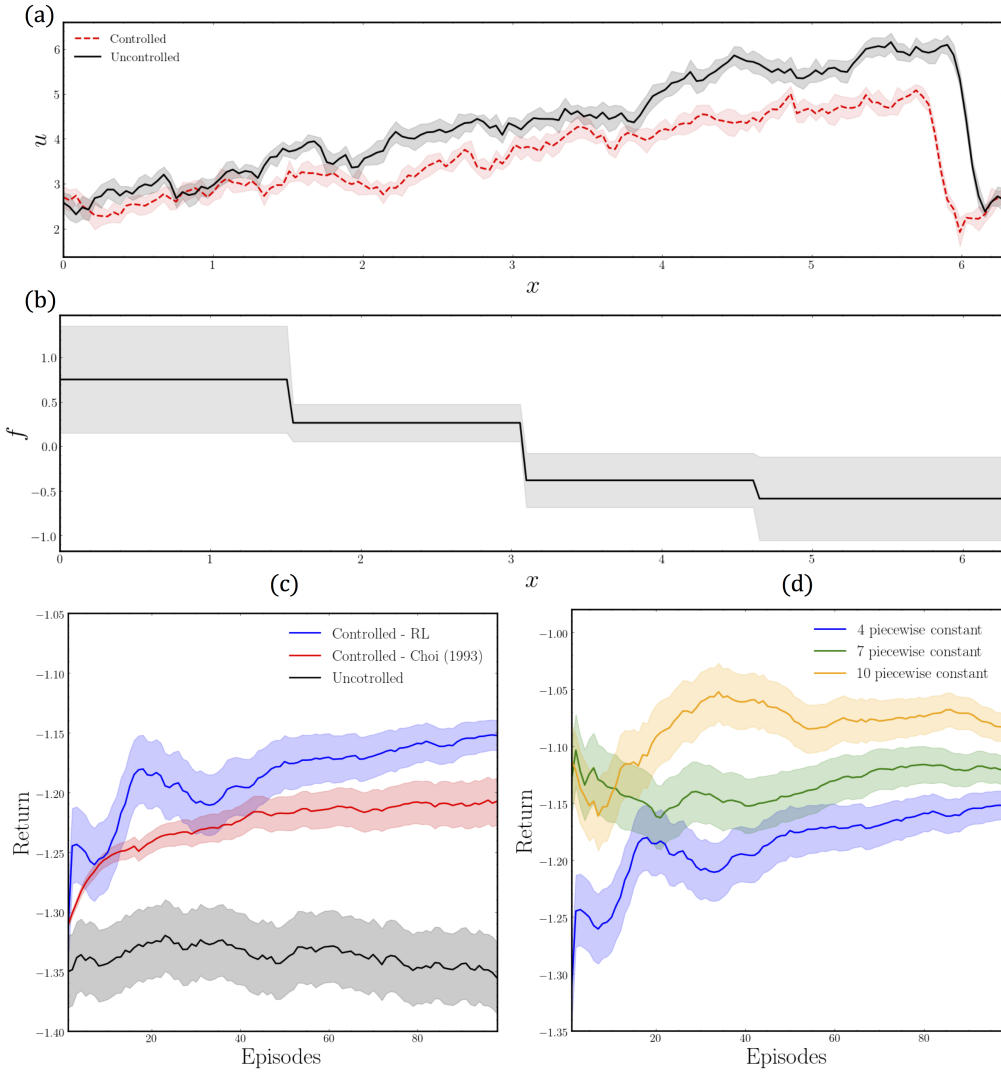 (a)
Controlled
Uncontrolled
6
5
4
3
2
u
0
1
2
3
4
5
6
x
(b)
1.0
0.5
0.0
−0.5
−1.0
f
0
1
2
3
4
5
6
x
(c)
−1.05
−1.10
−1.15
−1.20
−1.25
−1.30
−1.35
−1.40
Return
Controlled - RL
Controlled - Choi (1993)
Uncotrolled
20
40
60
80
Episodes
(d)
−1.00
−1.05
−1.10
−1.15
−1.20
−1.25
−1.30
−1.35
Return
4 piecewise constant
7 piecewise constant
10 piecewise constant
20
40
60
80
Episodes